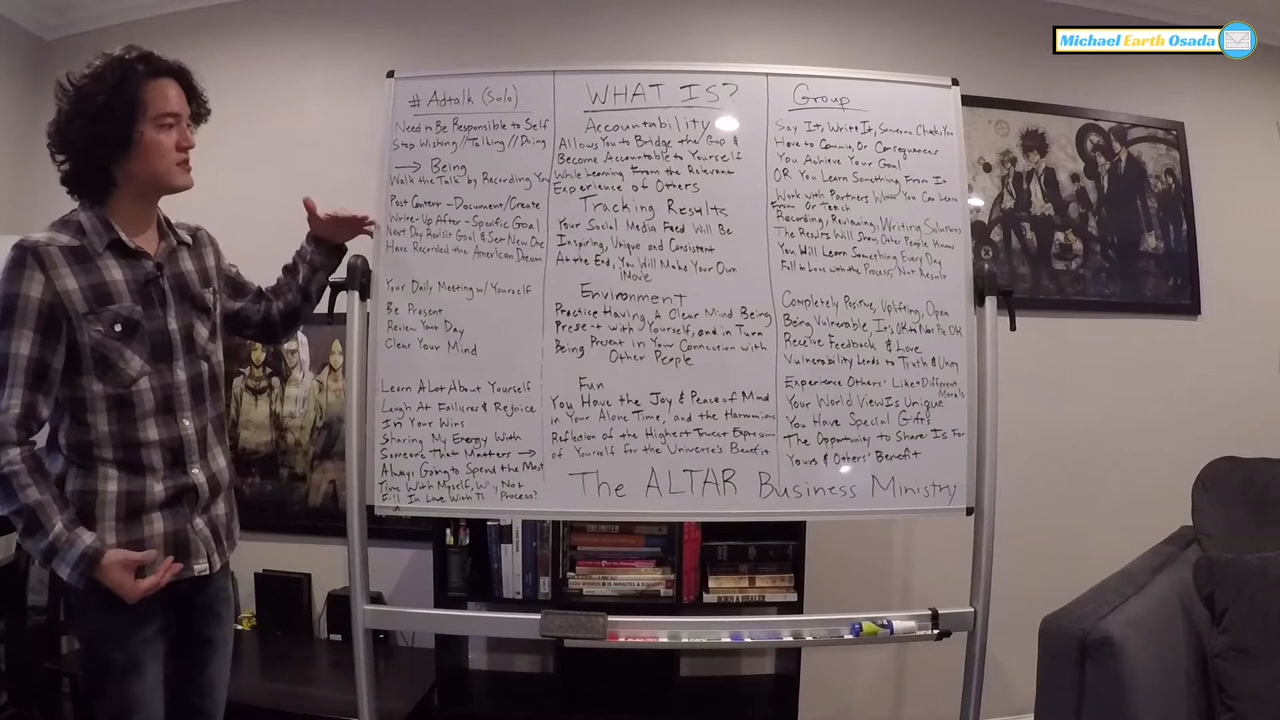 Michael Earth Osada
# Adtalk (Solo)
Need to Be Responsible to Self
Stop Wishing//Talking//Doing
→ Being
Walk the Talk by Recording You
Post Content - Document/Create
Write-Up After - Specific Goal
Next Day Revisit Goal & Set New One
Have Recorded the American Dream
Your Daily Meeting w/ Yourself
Be Present
Review Your Day
Clear Your Mind
Learn A Lot About Yourself
Laugh At Failures & Rejoice
In Your Wins
Sharing My Energy With
Someone That Matters →
Always Going to Spend the Most
Time With Myself, Why Not
Fall In Love With The Process?
WHAT IS?
Accountability
Allows You to Bridge the Gap &
Become Accountable to Yourself
While Learning From the Relevant
Experience of Others
Tracking Results
Your Social Media Feed Will Be
Inspiring, Unique and Consistent
At the End, You Will Make Your Own
Movie
Environment
Practice Having A Clear Mind Being
Present with Yourself, and in Turn
Being Present in Your Connection with
Other People
Fun
You Have the Joy & Peace of Mind
in Your Alone Time, and the Harmonious
Reflection of the Highest Truest Expression
of Yourself for the Universe's Benefit
Group
Say It, Write It, Someone Checks You
Have to Commit, Or Consequences
You Achieve Your Goal
OR You Learn Something From It
Work with Partners Whom You Can Learn
From Or Teach
Recording, Reviewing, Writing Solutions
The Results Will Show, Other People Know
You Will Learn Something Every Day
Fall in Love with the Process, Not Result
Completely Positive, Uplifting, Open
Being Vulnerable, It's OK to Not Be OK
Receive Feedback & Love
Vulnerability Leads to Truth & Unity
Experience Others' Like + Different
Morals
Your World View Is Unique
You Have Special Gifts
The Opportunity to Share Is For
Yours & Others' Benefit
The ALTAR Business Ministry
UNLIMITED
BORN A HEALER